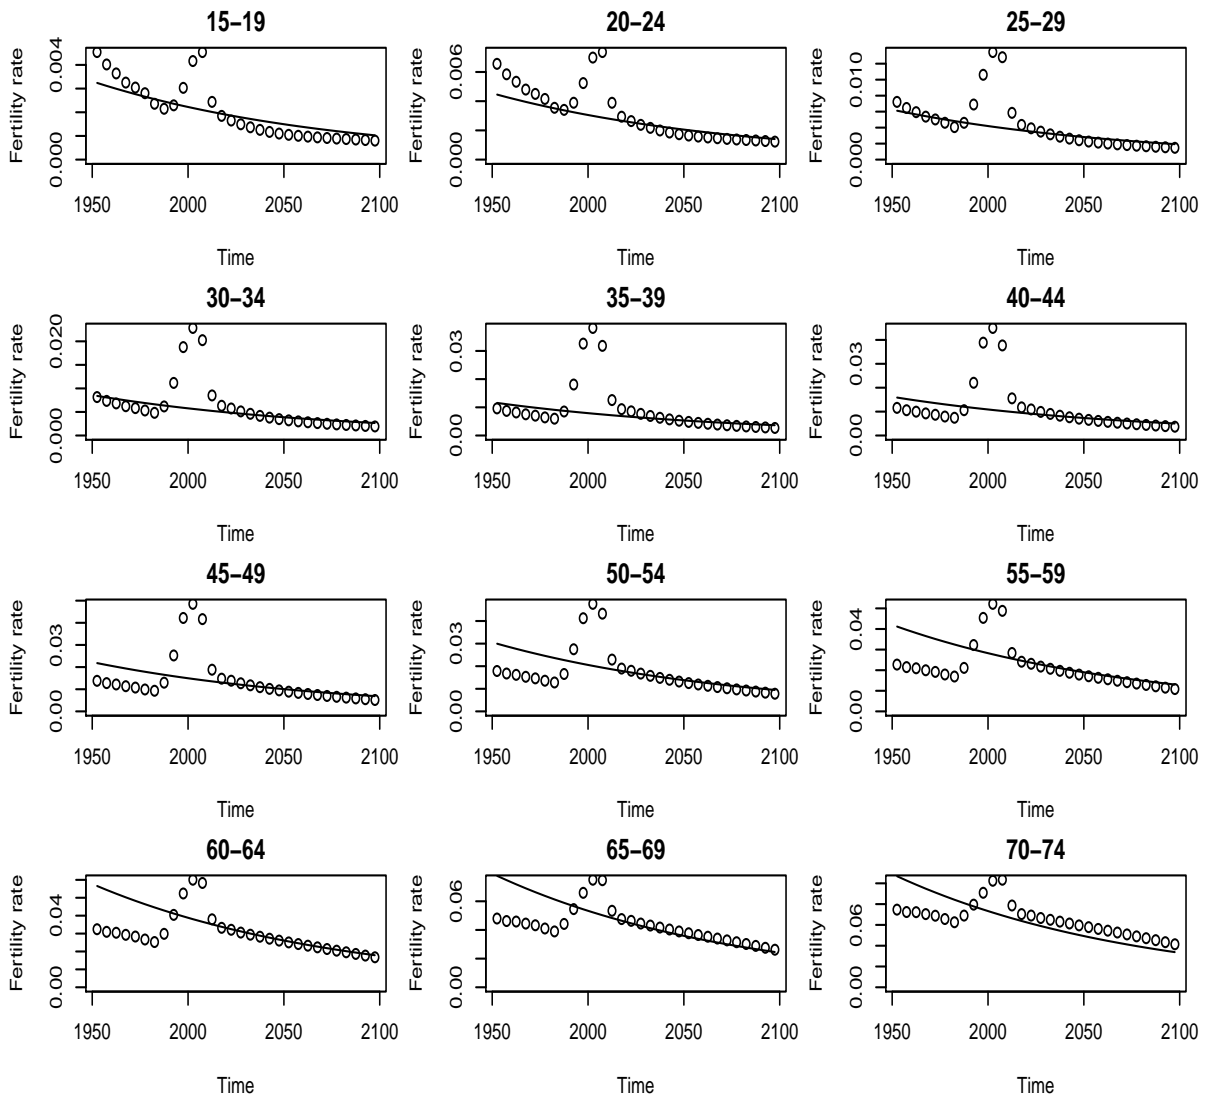 15−19 20−24 25−29
Fertility rate 0.000 0.004 Fertility rate 0.000 0.006 Fertility rate 0.000 0.010
1950 2000 2050 2100 1950 2000 2050 2100 1950 2000 2050 2100
Time Time Time
30−34 35−39 40−44
Fertility rate 0.000 0.020 Fertility rate 0.00 0.03 Fertility rate 0.00 0.03
1950 2000 2050 2100 1950 2000 2050 2100 1950 2000 2050 2100
Time Time Time
45−49 50−54 55−59
Fertility rate 0.00 0.03 Fertility rate 0.00 0.03 Fertility rate 0.00 0.04
1950 2000 2050 2100 1950 2000 2050 2100 1950 2000 2050 2100
Time Time Time
60−64 65−69 70−74
Fertility rate 0.00 0.04 Fertility rate 0.00 0.06 Fertility rate 0.00 0.06
1950 2000 2050 2100 1950 2000 2050 2100 1950 2000 2050 2100
Time Time Time